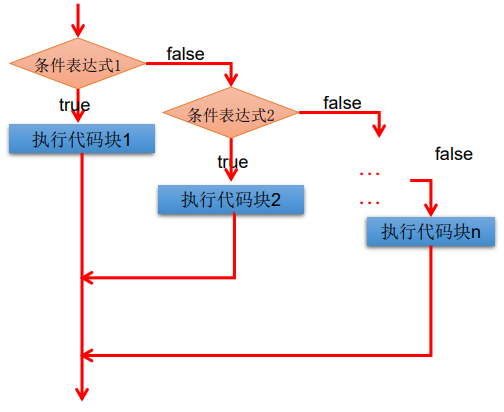 条件表达式1
false
true
执行代码块1
条件表达式2
false
true
执行代码块2
...
...
false
执行代码块n